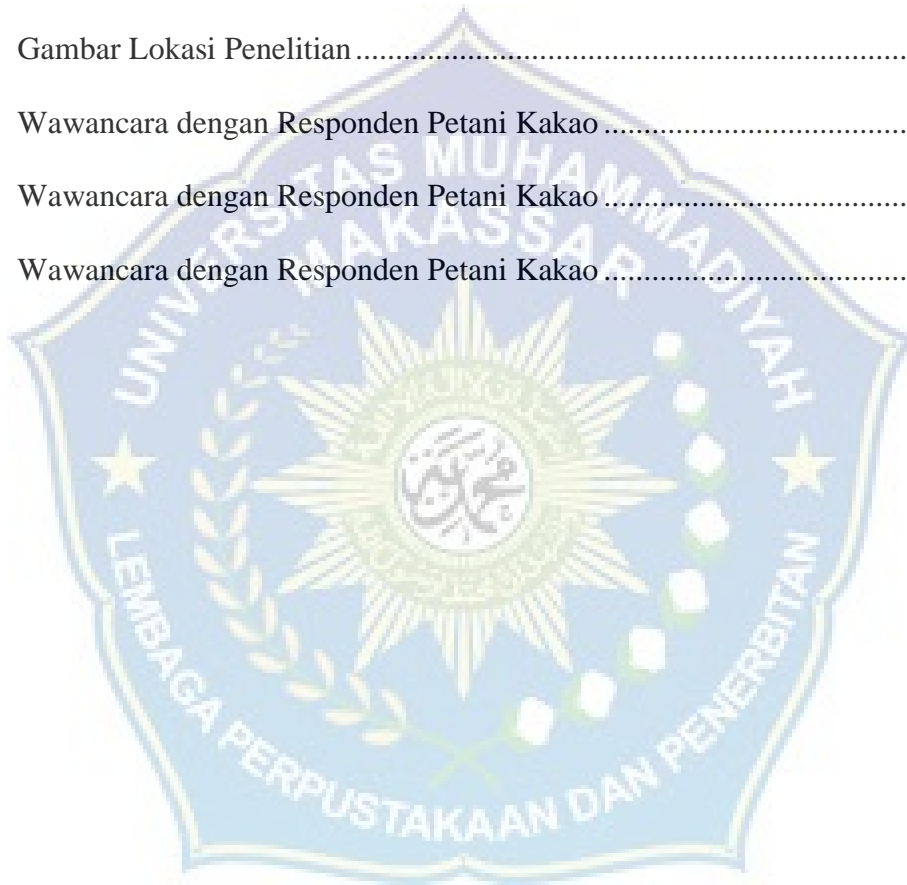 Gambar Lokasi Penelitian ......................................................................
Wawancara dengan Responden Petani Kakao ......................................
Wawancara dengan Responden Petani Kakao ......................................
Wawancara dengan Responden Petani Kakao ......................................
UNIVERSITAS MUHAMMADIYAH
MAKASSAR
LEMBAGA PERPUSTAKAAN DAN PENERBITAN